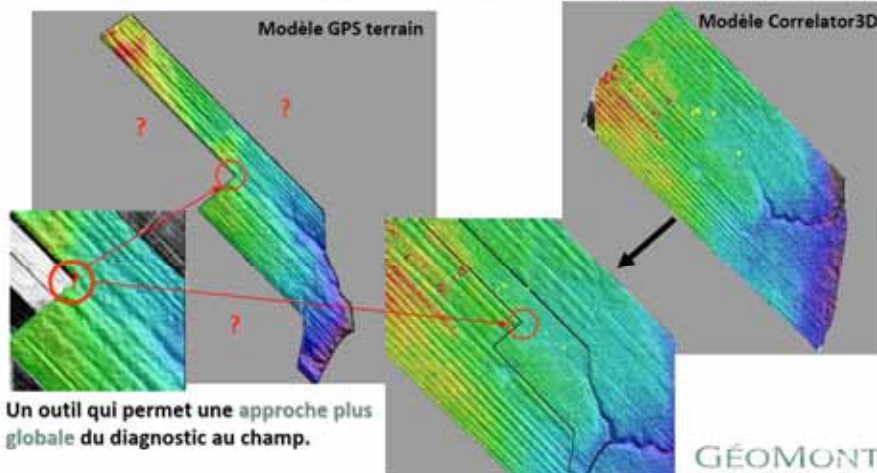 Modèle GPS terrain
Modèle Correlator3D
?
?
?
Un outil qui permet une approche plus
globale du diagnostic au champ.
GÉOMONT